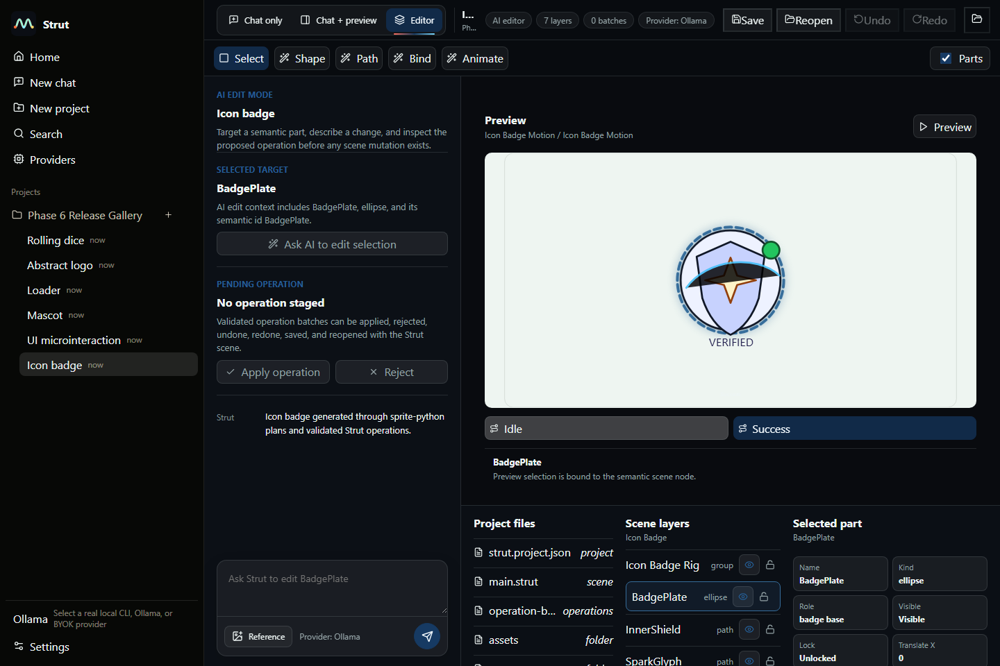 Strut
Home
New chat
New project
Search
Providers
Projects
Phase 6 Release Gallery +
Rolling dice now
Abstract logo now
Loader now
Mascot now
UI microinteraction now
Icon badge now
Ollama
Select a real local CLI, Ollama, or
BYOK provider
Settings
Chat only
Chat + preview
Editor
I...
Ph...
AI editor
7 layers
0 batches
Provider: Ollama
Save
Reopen
Undo
Redo
Select
Shape
Path
Bind
Animate
Parts
AI EDIT MODE
Icon badge
Target a semantic part, describe a change, and inspect the
proposed operation before any scene mutation exists.
SELECTED TARGET
BadgePlate
AI edit context includes BadgePlate, ellipse, and its
semantic id BadgePlate.
Ask AI to edit selection
PENDING OPERATION
No operation staged
Validated operation batches can be applied, rejected,
undone, redone, saved, and reopened with the Strut
scene.
Apply operation
Reject
Strut
Icon badge generated through sprite-python
plans and validated Strut operations.
Ask Strut to edit BadgePlate
Reference
Provider: Ollama
Preview
Icon Badge Motion / Icon Badge Motion
Preview
VERIFIED
Idle
Success
BadgePlate
Preview selection is bound to the semantic scene node.
Project files
strut.project.json project
main.strut scene
operation-b... operations
assets folder
Scene layers
Icon Badge
Icon Badge Rig group
BadgePlate ellipse
InnerShield path
SparkGlyph path
Selected part
BadgePlate
Name
BadgePlate
Kind
ellipse
Role
badge base
Visible
Visible
Lock
Unlocked
Translate X
0